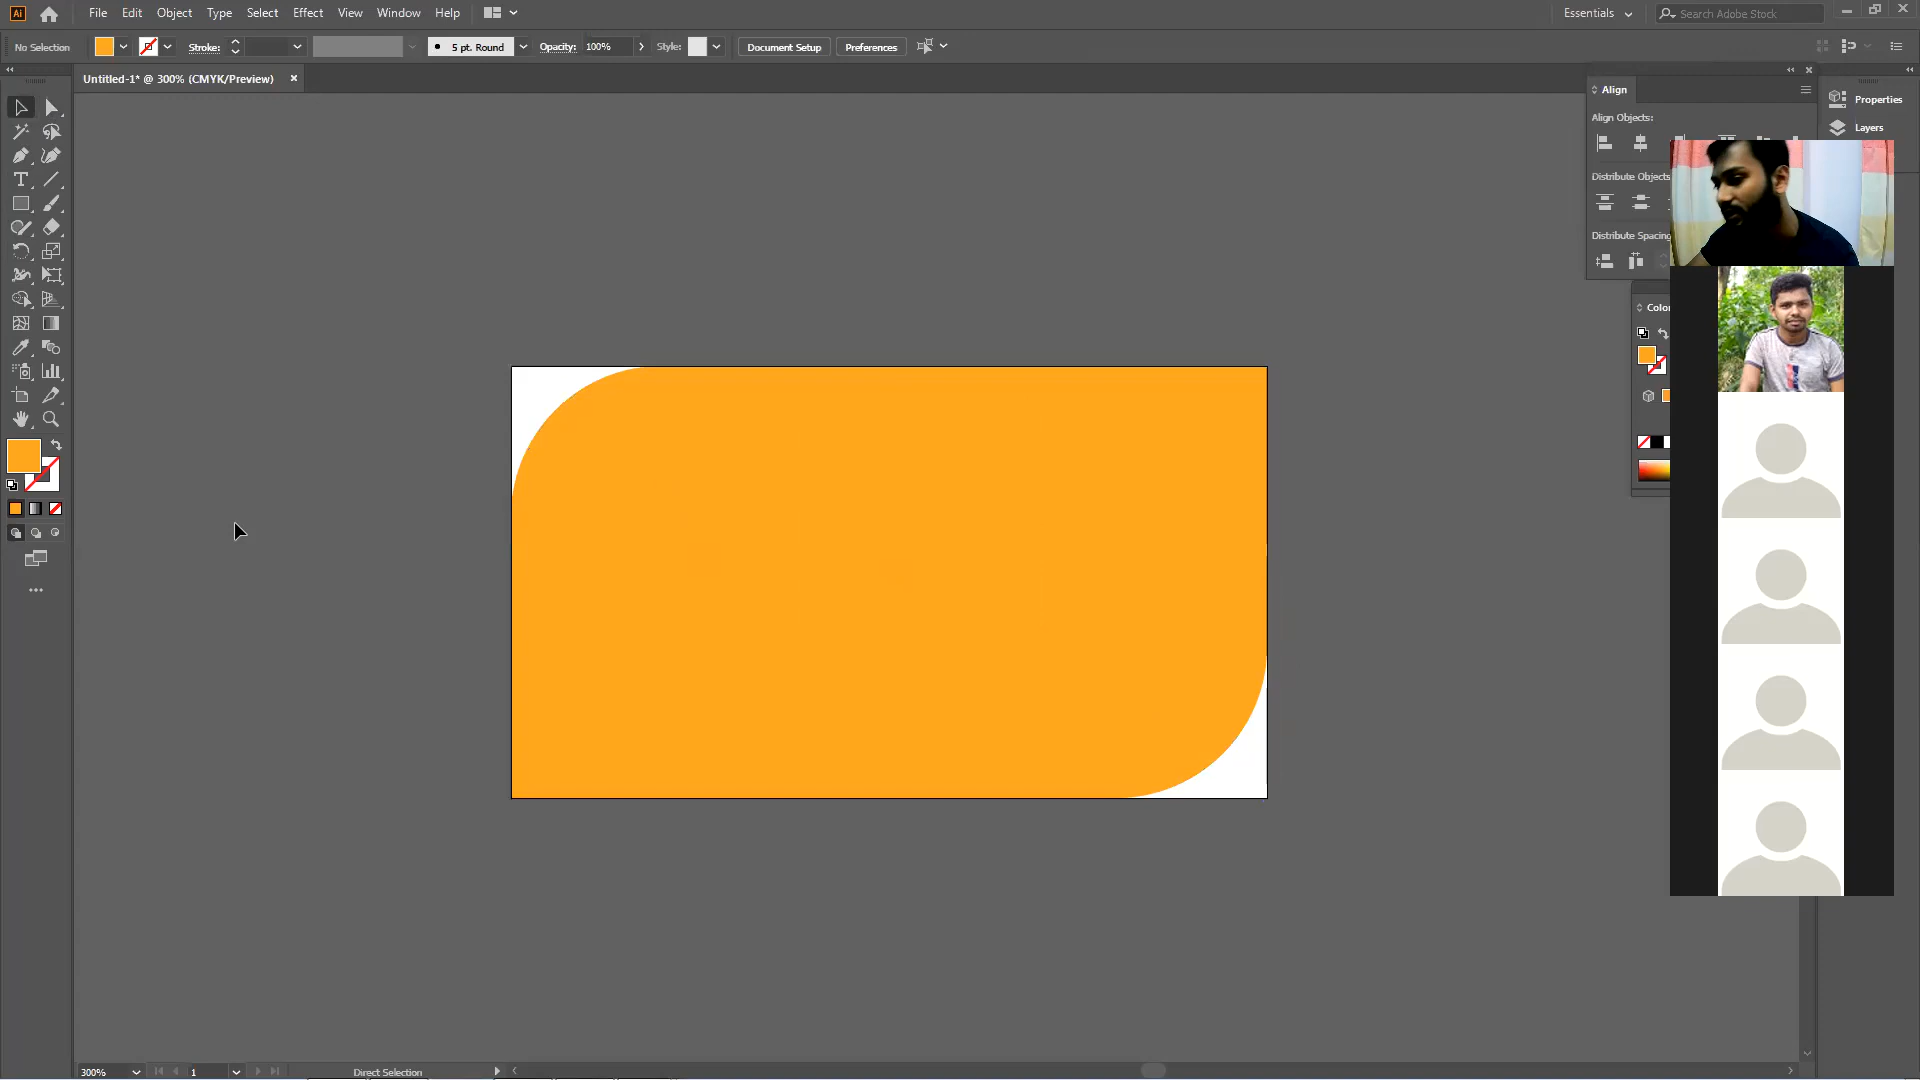 Ai File Edit Object Type Select Effect View Window Help Essentials Search Adobe Stock
No Selection Stroke: 5 pt. Round Opacity: 100% Style: Document Setup Preferences
Untitled-1* @ 300% (CMYK/Preview)
Align
Properties
Align Objects:
Layers
Distribute Objects
Distribute Spacing
Colo
300% 1 Direct Selection